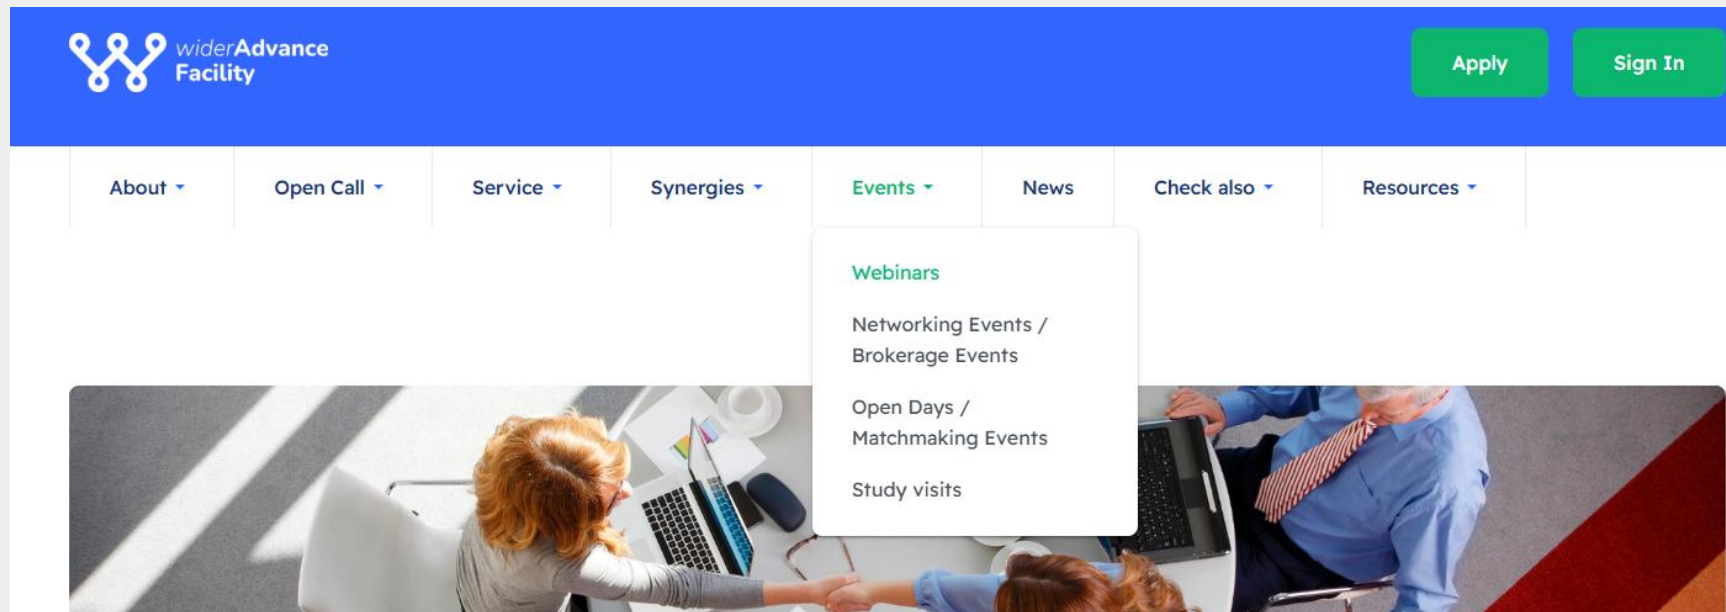 widerAdvance
Facility
Apply
Sign In
About
Open Call
Service
Synergies
Events
News
Check also
Resources
Webinars
Networking Events /
Brokerage Events
Open Days /
Matchmaking Events
Study visits